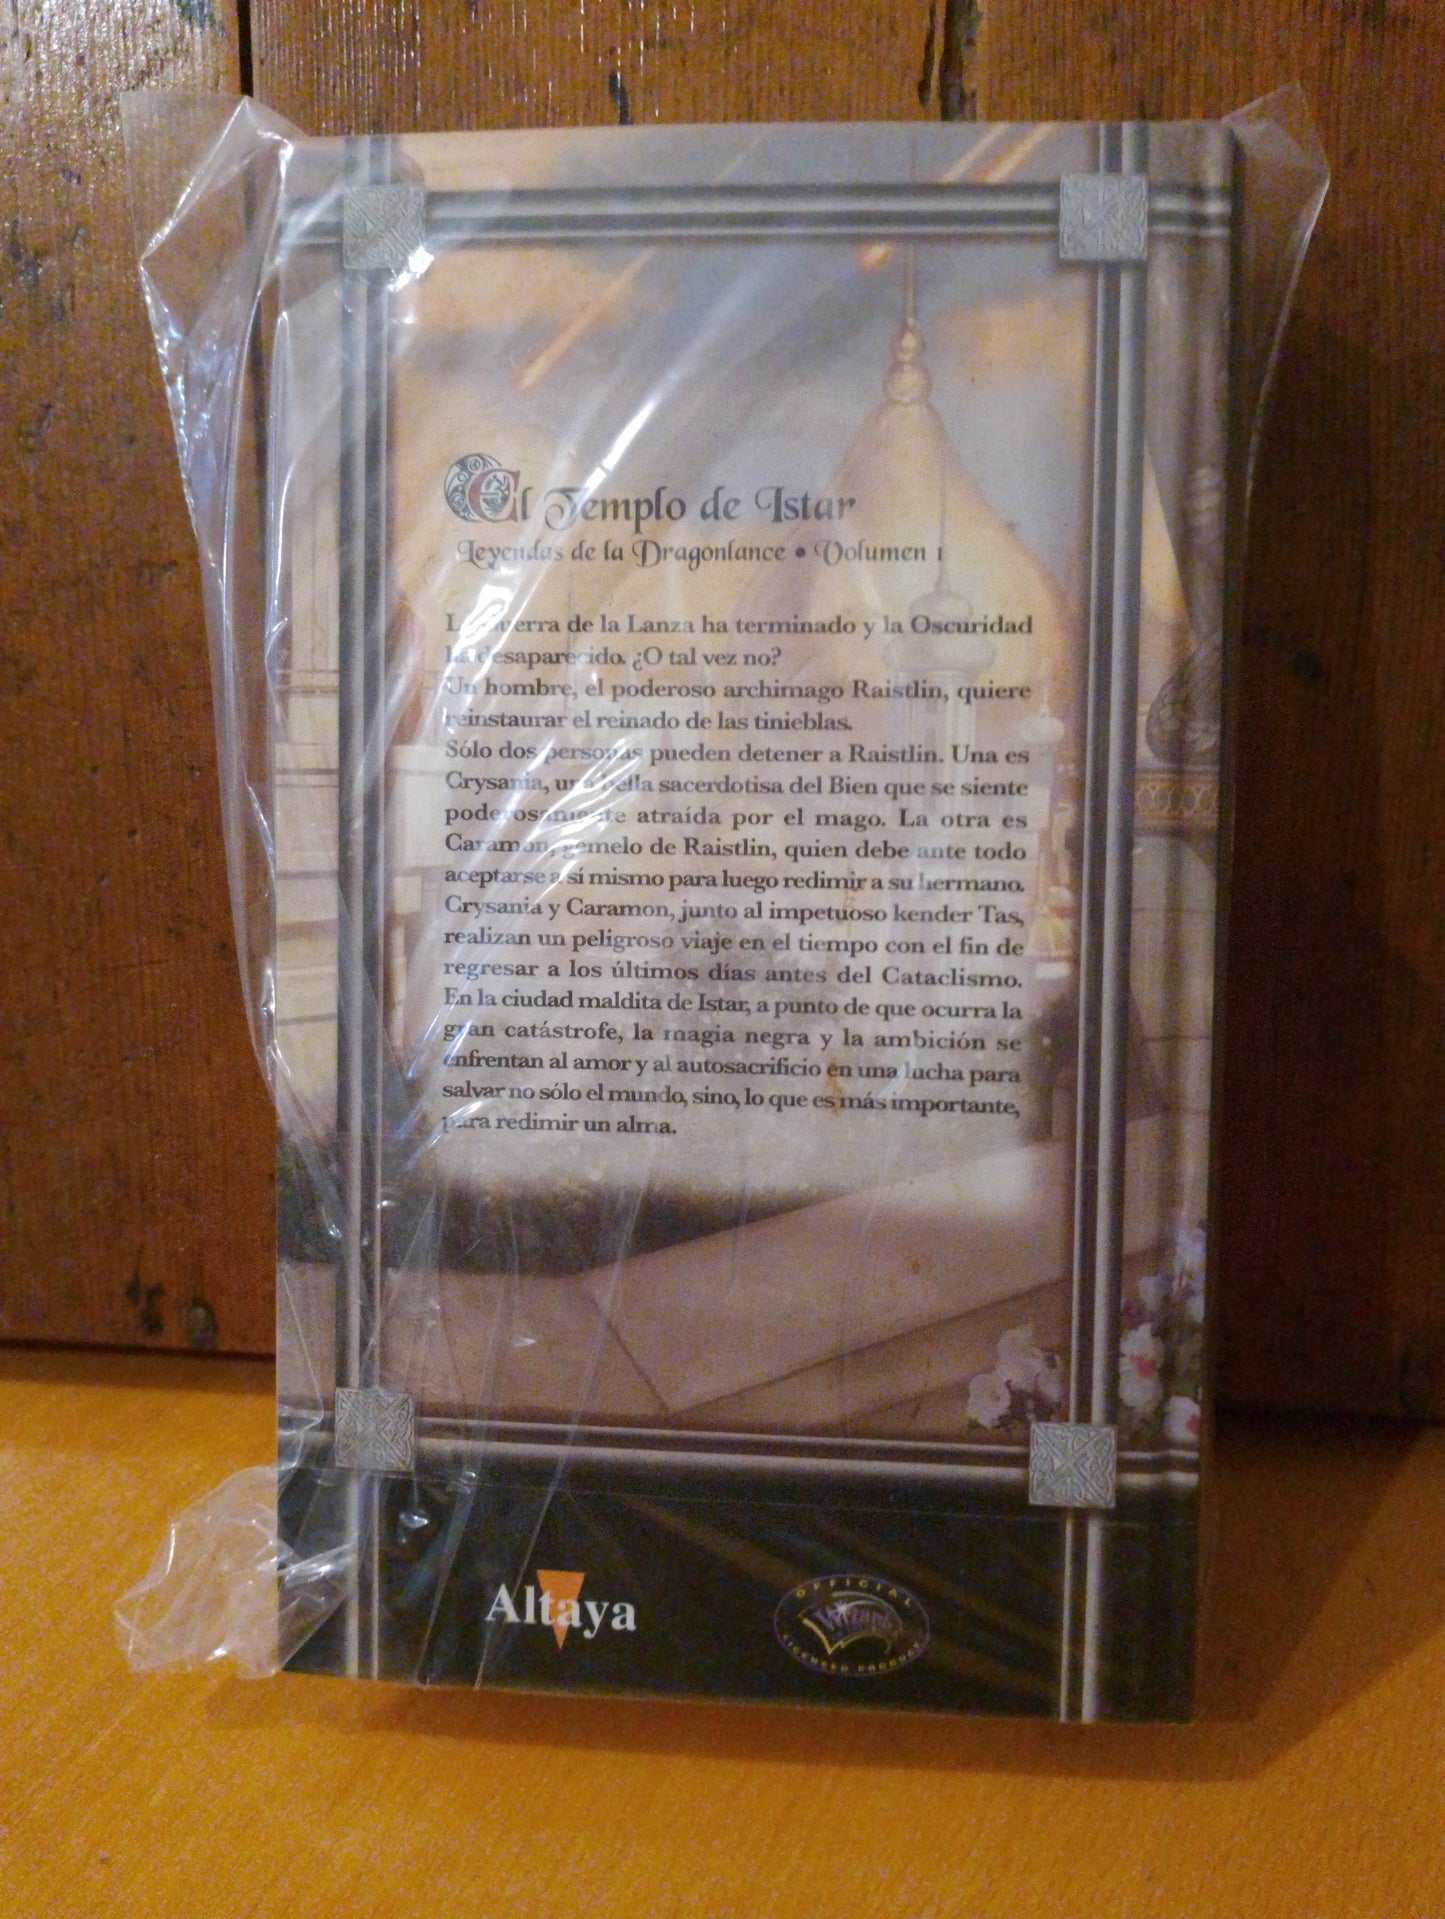 El Templo de Istar
Leyendas de la Dragonlance • Volumen 1
La Guerra de la Lanza ha terminado y la Oscuridad
ha desaparecido. ¿O tal vez no?
Un hombre, el poderoso archimago Raistlin, quiere
reinstaurar el reinado de las tinieblas.
Sólo dos personas pueden detener a Raistlin. Una es
Crysania, una bella sacerdotisa del Bien que se siente
poderosamente atraída por el mago. La otra es
Caramon, gemelo de Raistlin, quien debe ante todo
aceptarse a sí mismo para luego redimir a su hermano.
Crysania y Caramon, junto al impetuoso kender Tas,
realizan un peligroso viaje en el tiempo con el fin de
regresar a los últimos días antes del Cataclismo.
En la ciudad maldita de Istar, a punto de que ocurra la
gran catástrofe, la magia negra y la ambición se
enfrentan al amor y al autosacrificio en una lucha para
salvar no sólo el mundo, sino, lo que es más importante,
para redimir un alma.
Altaya
OFFICIAL
Wizards
LICENSED PRODUCT